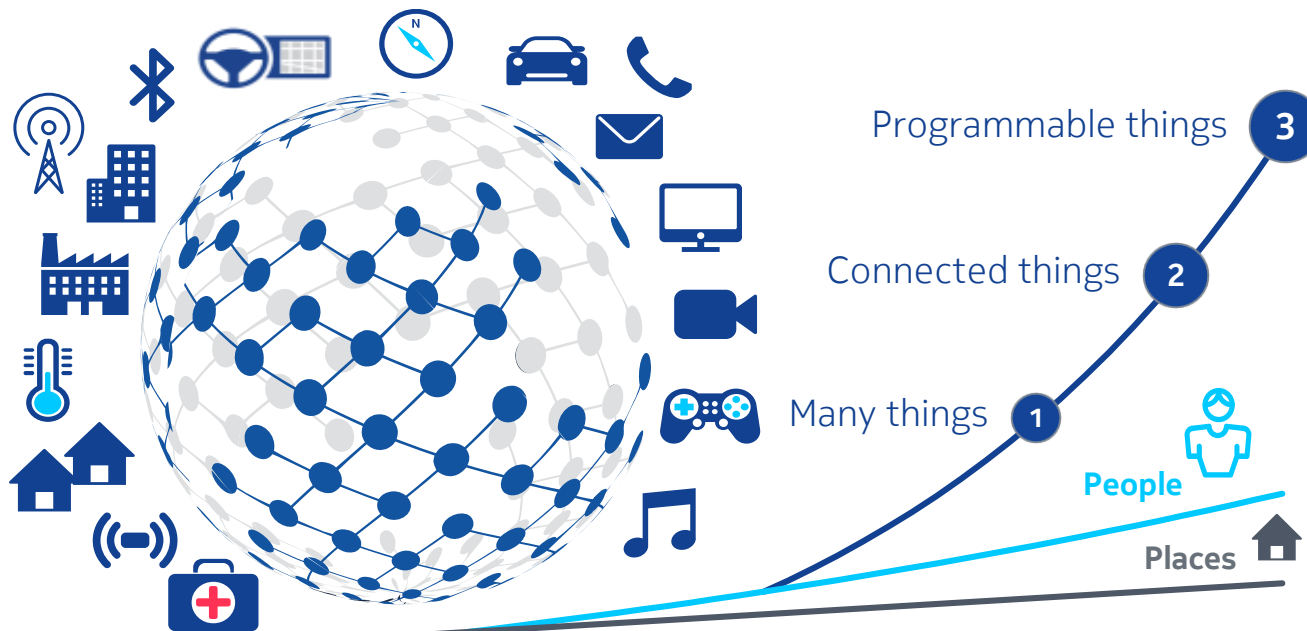 N
Programmable things 3
Connected things 2
Many things 1
People
Places